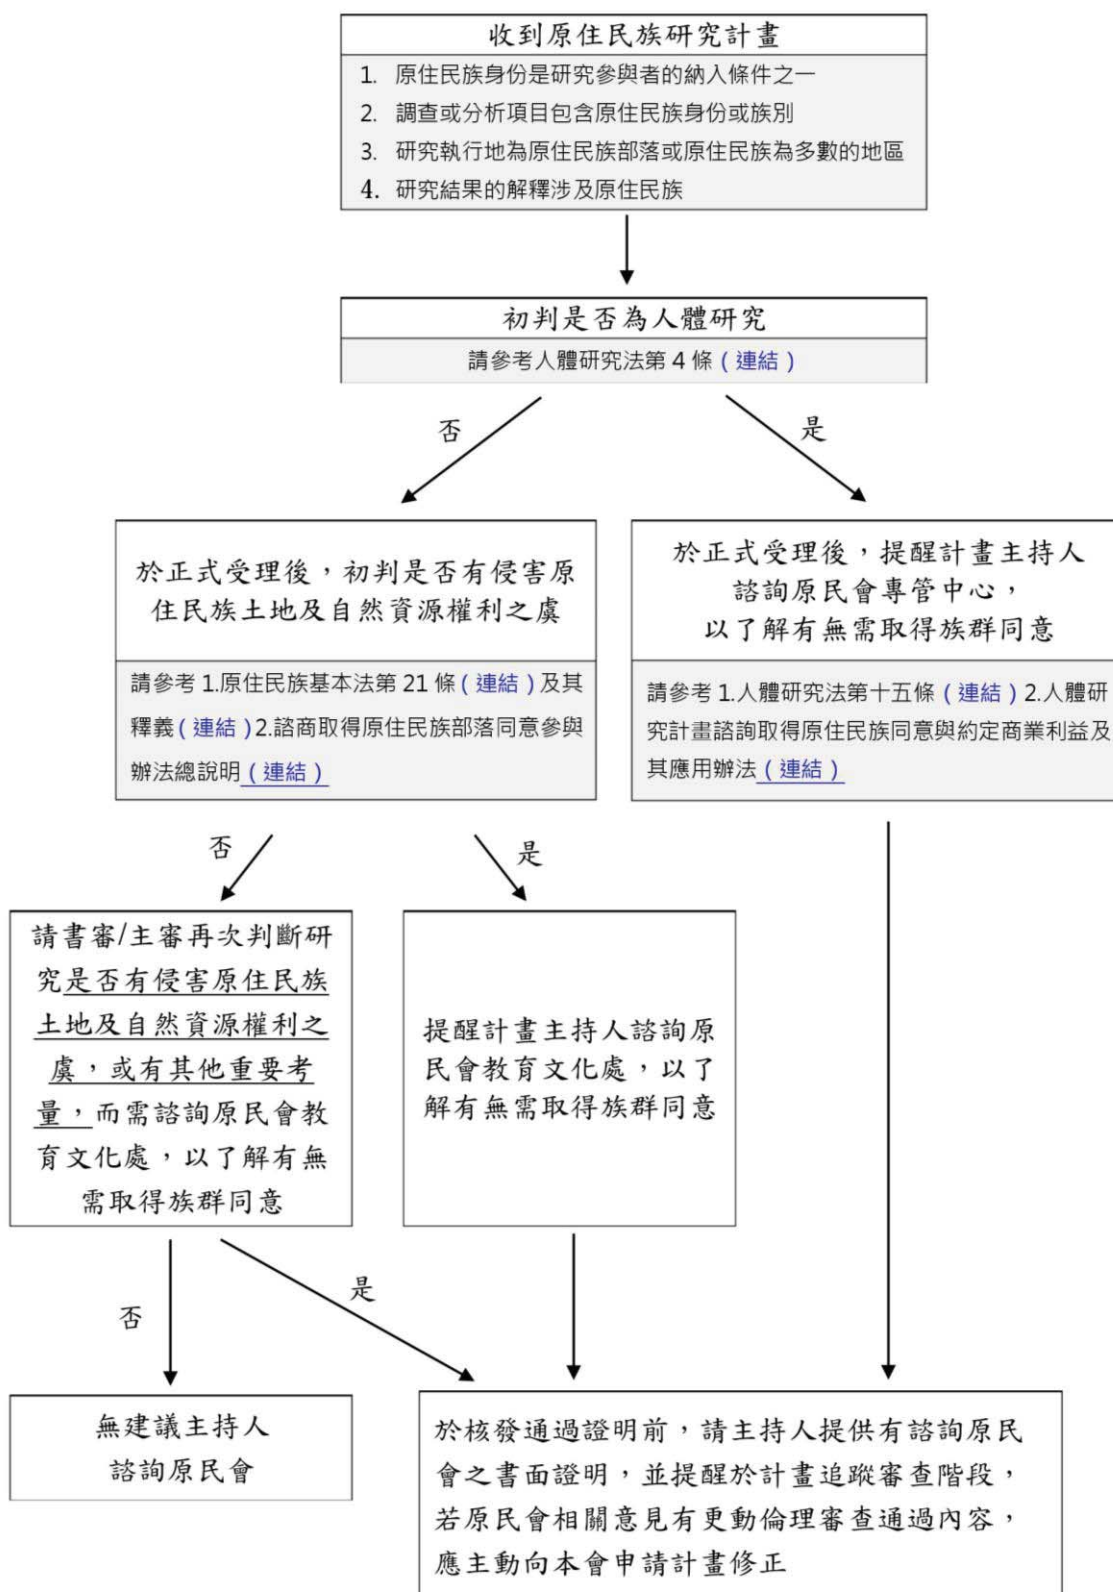 收到原住民族研究計畫
1. 原住民族身份是研究參與者的納入條件之一
2. 調查或分析項目包含原住民族身份或族別
3. 研究執行地為原住民族部落或原住民族為多數的地區
4. 研究結果的解釋涉及原住民族
初判是否為人體研究
請參考人體研究法第 4 條（連結）
否
是
於正式受理後，初判是否有侵害原
住民族土地及自然資源權利之虞
請參考 1.原住民族基本法第 21 條（連結）及其
釋義（連結）2.諮商取得原住民族部落同意參與
辦法總說明（連結）
於正式受理後，提醒計畫主持人
諮詢原民會專管中心，
以了解有無需取得族群同意
請參考 1.人體研究法第十五條（連結）2.人體研
究計畫諮詢取得原住民族同意與約定商業利益及
其應用辦法（連結）
否
是
請書審/主審再次判斷研
究是否有侵害原住民族
土地及自然資源權利之
虞，或有其他重要考
量，而需諮詢原民會教
育文化處，以了解有無
需取得族群同意
提醒計畫主持人諮詢原
民會教育文化處，以了
解有無需取得族群同意
否
是
無建議主持人
諮詢原民會
於核發通過證明前，請主持人提供有諮詢原民
會之書面證明，並提醒於計畫追蹤審查階段，
若原民會相關意見有更動倫理審查通過內容，
應主動向本會申請計畫修正